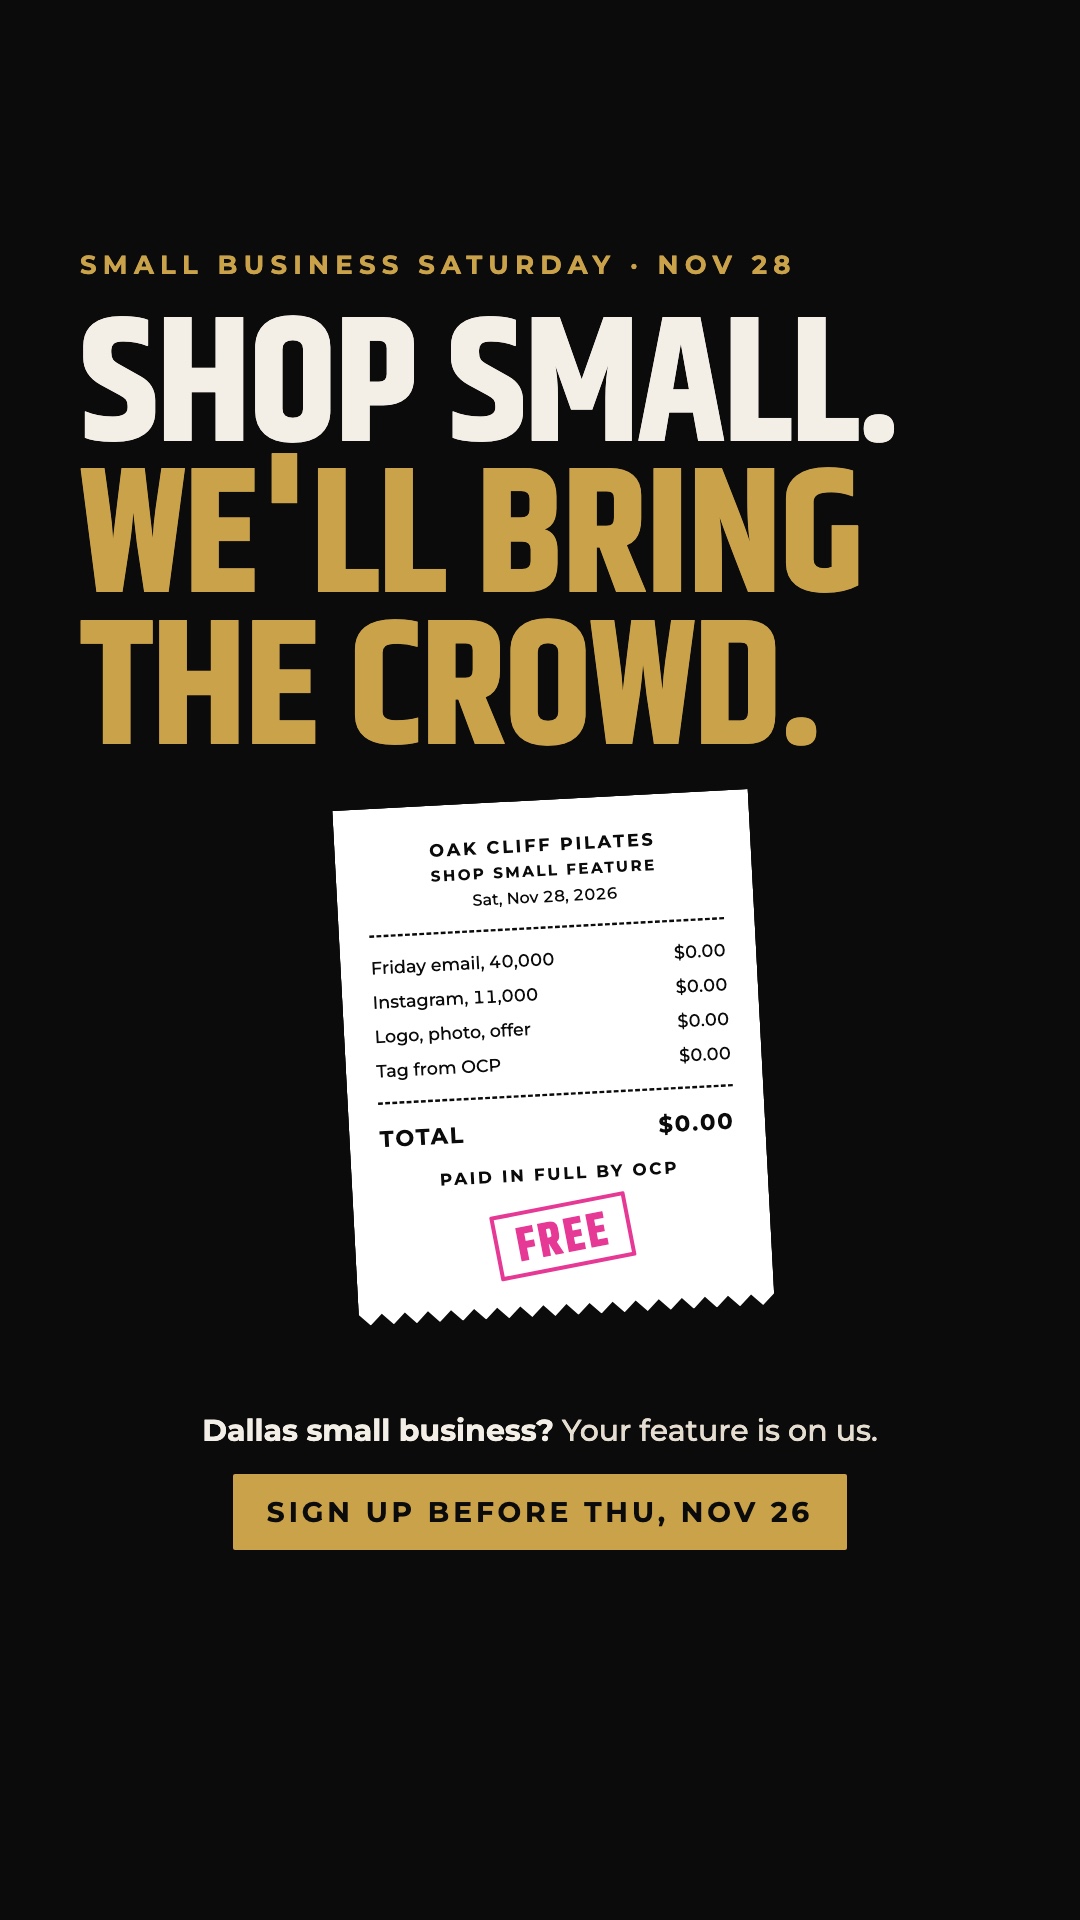 SMALL BUSINESS SATURDAY · NOV 28
SHOP SMALL.
WE'LL BRING
THE CROWD.
OAK CLIFF PILATES
SHOP SMALL FEATURE
Sat, Nov 28, 2026
Friday email, 40,000 $0.00
Instagram, 11,000 $0.00
Logo, photo, offer $0.00
Tag from OCP $0.00
TOTAL $0.00
PAID IN FULL BY OCP
FREE
Dallas small business? Your feature is on us.
SIGN UP BEFORE THU, NOV 26